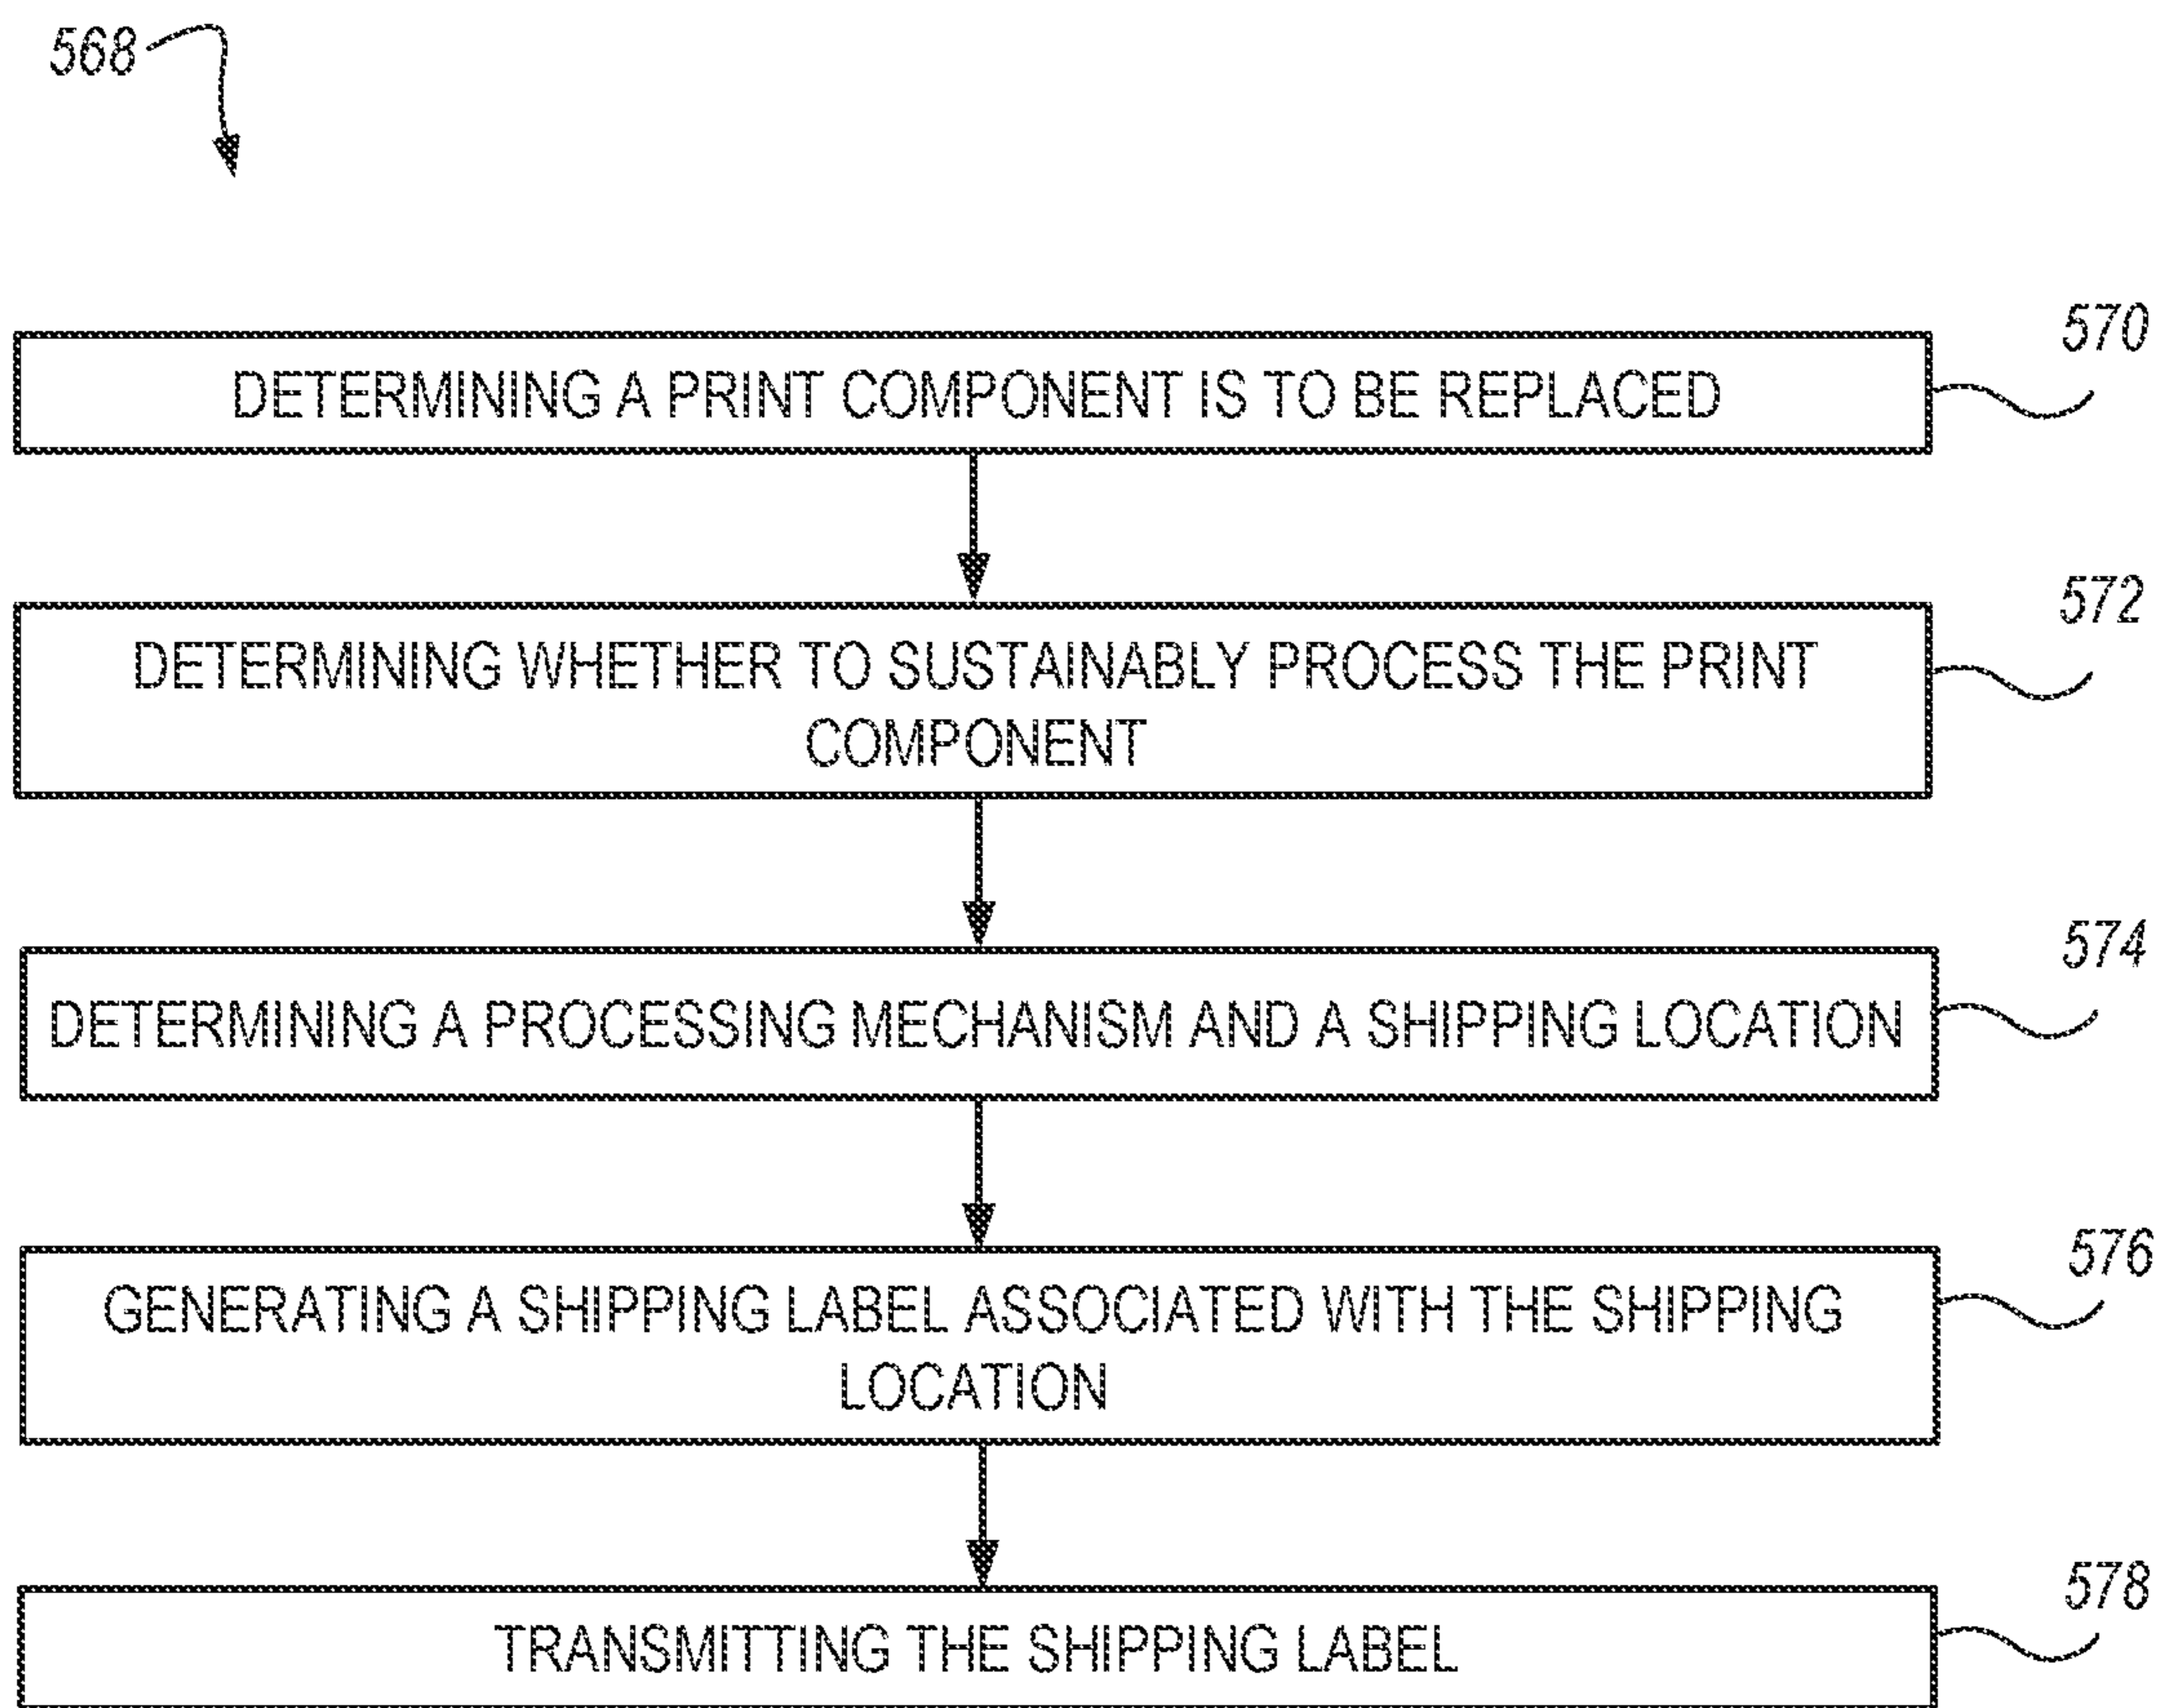 568
570
DETERMINING A PRINT COMPONENT IS TO BE REPLACED
572
DETERMINING WHETHER TO SUSTAINABLY PROCESS THE PRINT
COMPONENT
574
DETERMINING A PROCESSING MECHANISM AND A SHIPPING LOCATION
576
GENERATING A SHIPPING LABEL ASSOCIATED WITH THE SHIPPING
LOCATION
578
TRANSMITTING THE SHIPPING LABEL